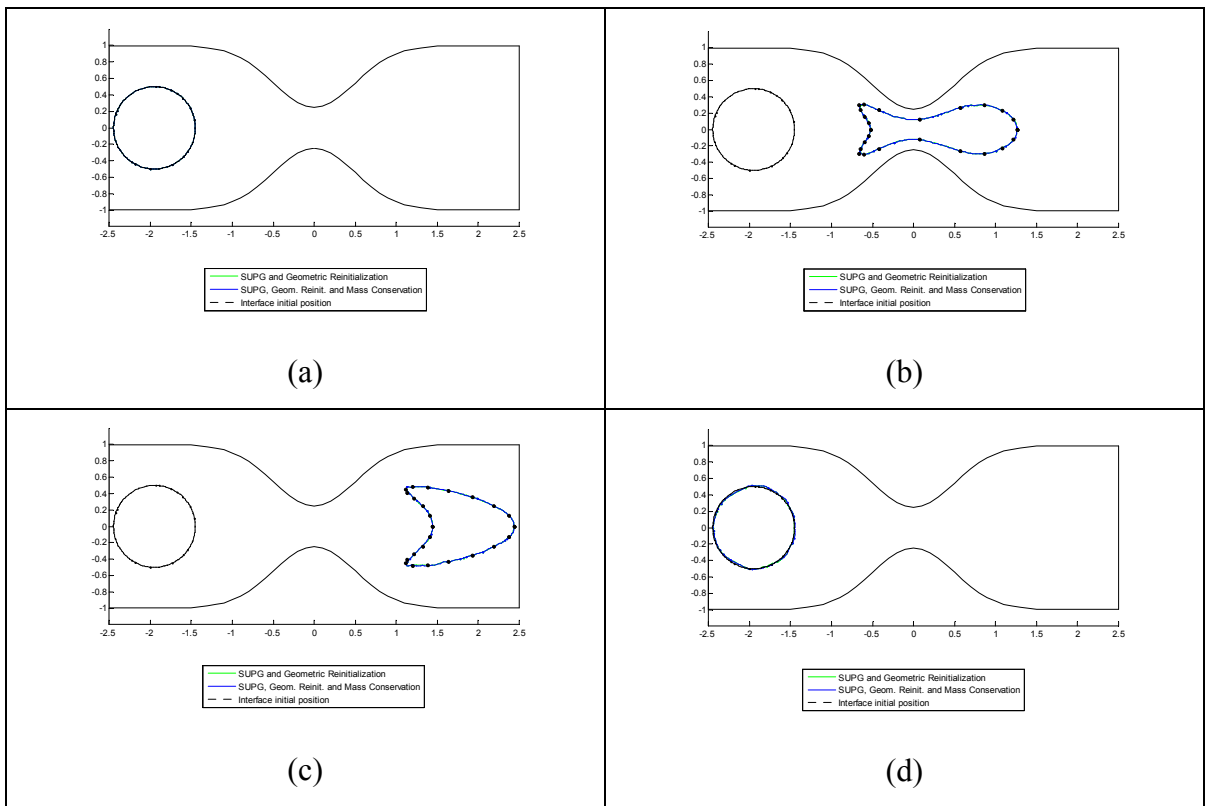 1
0.8
0.6
0.4
0.2
0
-0.2
-0.4
-0.6
-0.8
-1
-2.5 -2 -1.5 -1 -0.5 0 0.5 1 1.5 2 2.5
SUPG and Geometric Reinitialization
SUPG, Geom. Reinit. and Mass Conservation
Interface initial position
(a)
1
0.8
0.6
0.4
0.2
0
-0.2
-0.4
-0.6
-0.8
-1
-2.5 -2 -1.5 -1 -0.5 0 0.5 1 1.5 2 2.5
SUPG and Geometric Reinitialization
SUPG, Geom. Reinit. and Mass Conservation
Interface initial position
(b)
1
0.8
0.6
0.4
0.2
0
-0.2
-0.4
-0.6
-0.8
-1
-2.5 -2 -1.5 -1 -0.5 0 0.5 1 1.5 2 2.5
SUPG and Geometric Reinitialization
SUPG, Geom. Reinit. and Mass Conservation
Interface initial position
(c)
1
0.8
0.6
0.4
0.2
0
-0.2
-0.4
-0.6
-0.8
-1
-2.5 -2 -1.5 -1 -0.5 0 0.5 1 1.5 2 2.5
SUPG and Geometric Reinitialization
SUPG, Geom. Reinit. and Mass Conservation
Interface initial position
(d)